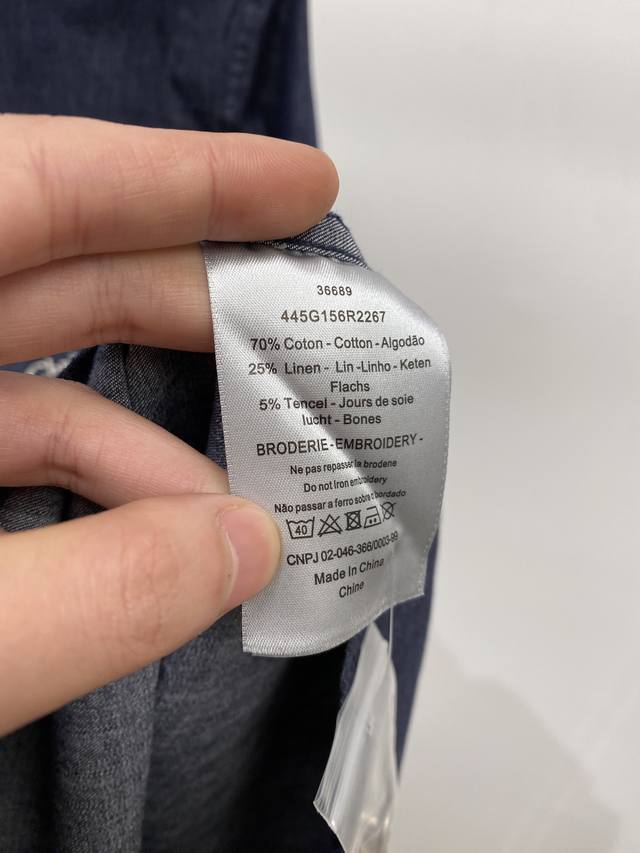 36689
445G156R2267
70% Coton - Cotton - Algodão
25% Linen - Lin -Linho - Keten
Flachs
5% Tencel - Jours de soie
lucht - Bones
BRODERIE-EMBROIDERY-
Ne pas repasser la brodene
Do not Iron embroidery
Não passar a ferro sobre o bordado
40
CNPJ 02-046-366/0003-99
Made In China
Chine